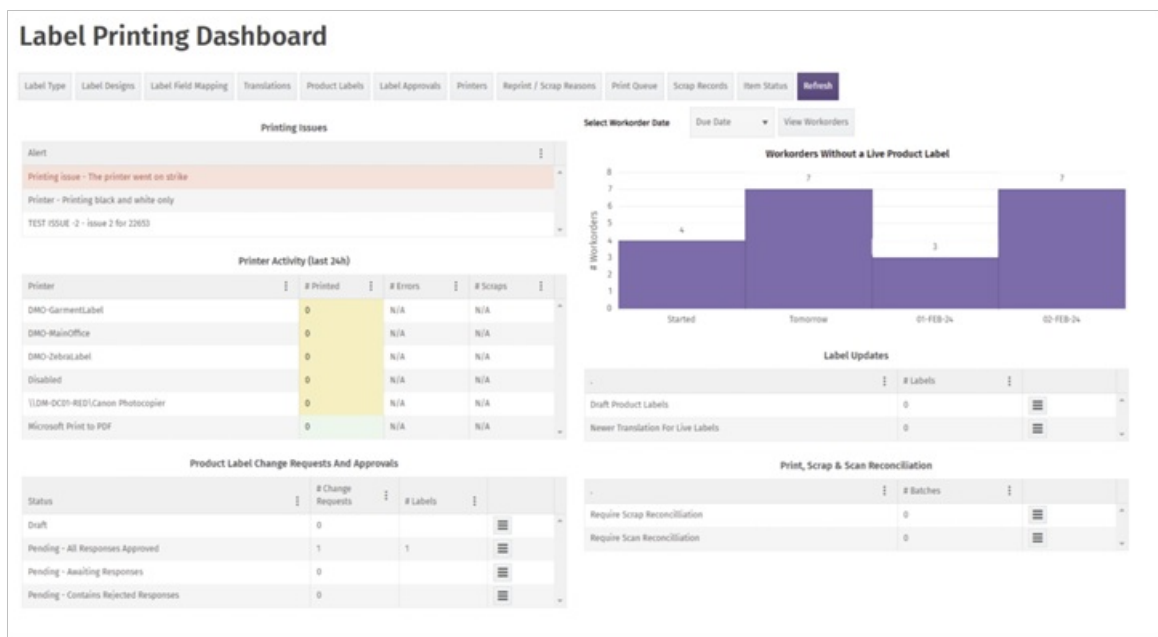 Label Printing Dashboard
Label Type Label Designs Label Field Mapping Translations Product Labels Label Approvals Printers Reprint / Scrap Reasons Print Queue Scrap Records Item Status Refresh
Printing Issues
Alert
Printing issue - The printer went on strike
Printer - Printing black and white only
TEST ISSUE -2 - issue 2 for 22653
Printer Activity (last 24h)
Printer # Printed # Errors # Scraps
DMO-GarmentLabel 0 N/A N/A
DMO-MainOffice 0 N/A N/A
DMO-ZebraLabel 0 N/A N/A
Disabled 0 N/A N/A
\\DM-DC01-RED\Canon Photocopier 0 N/A N/A
Microsoft Print to PDF 0 N/A N/A
Product Label Change Requests And Approvals
Status # Change Requests # Labels
Draft 0
Pending - All Responses Approved 1 1
Pending - Awaiting Responses 0
Pending - Contains Rejected Responses 0
Select Workorder Date Due Date View Workorders
Workorders Without a Live Product Label
# Workorders
8
7
6
5
4
3
2
1
0
4
7
3
7
Started Tomorrow 01-FEB-24 02-FEB-24
Label Updates
. # Labels
Draft Product Labels 0
Newer Translation For Live Labels 0
Print, Scrap & Scan Reconciliation
. # Batches
Require Scrap Reconcilliation 0
Require Scan Reconcilliation 0